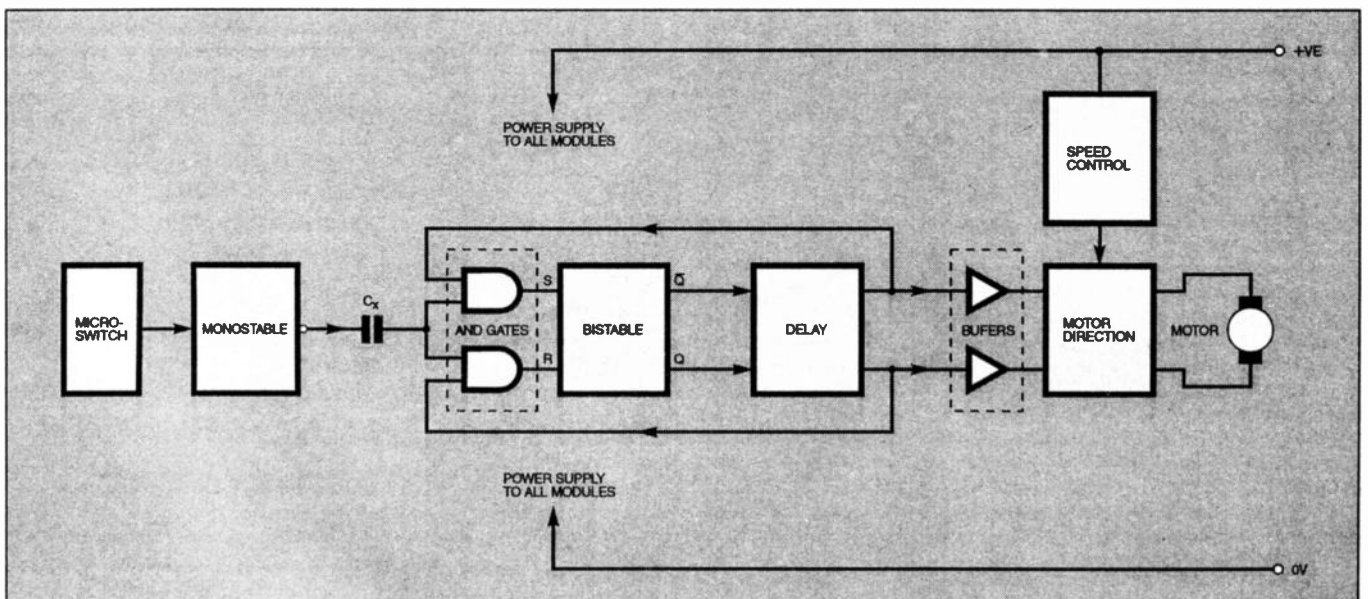 +VE
POWER SUPPLY
TO ALL MODULES
SPEED
CONTROL
MICRO-
SWITCH
MONOSTABLE
Cx
AND GATES
S
R
BISTABLE
Q̅
Q
DELAY
BUFERS
MOTOR
DIRECTION
MOTOR
POWER SUPPLY
TO ALL MODULES
0V